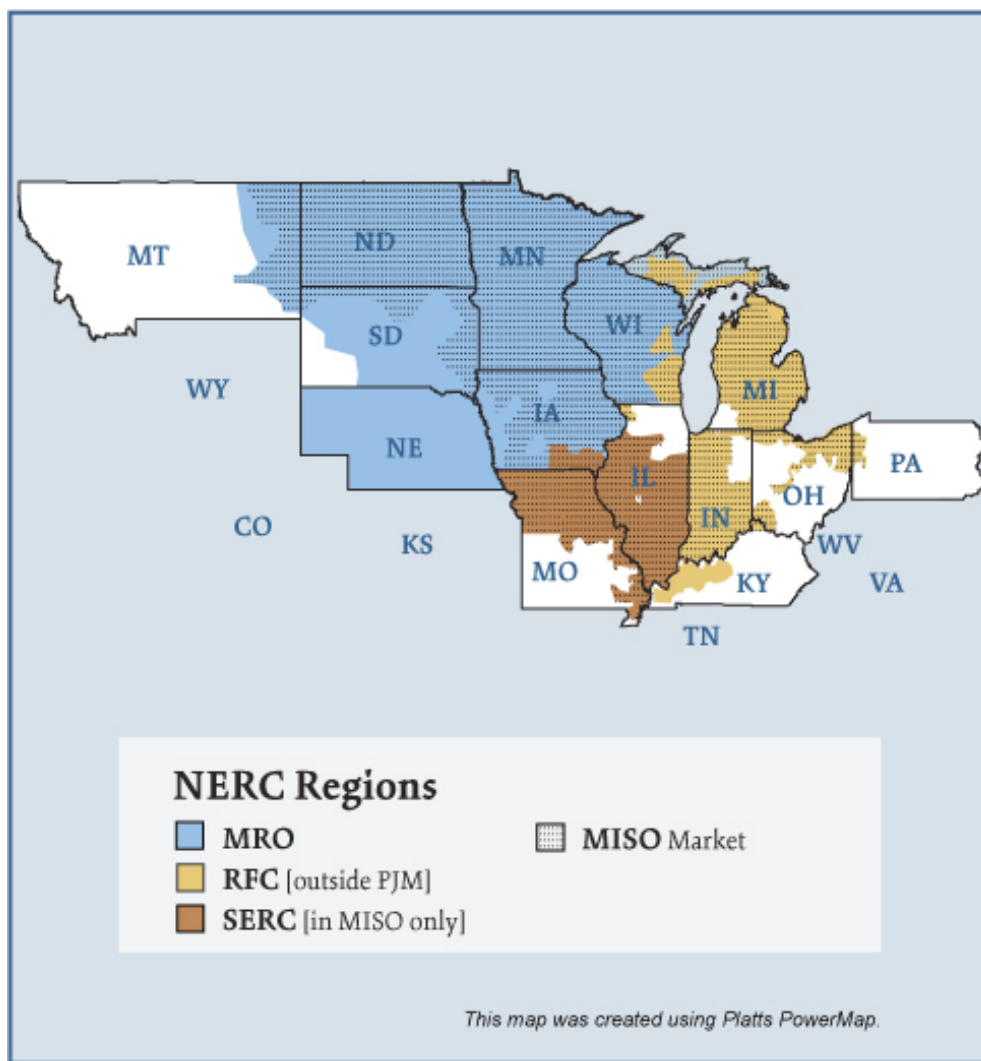 MT
ND
MN
SD
WI
WY
MI
IA
NE
PA
IL
OH
IN
CO
KS
WV
MO
KY
VA
TN
NERC Regions
MRO
MISO Market
RFC [outside PJM]
SERC [in MISO only]
This map was created using Platts PowerMap.